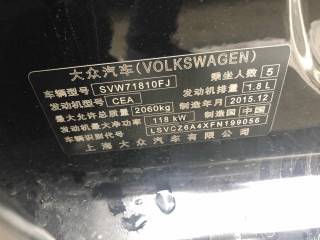 大众汽车(VOLKSWAGEN)
车辆型号 SVW71810FJ 乘坐人数 5
发动机型号 CEA 发动机排量 1.8L
最大允许总质量 2060kg 制造年月 2015.12
发动机最大净功率 118kW 制造国 中国
车辆识别代号 LSVCZ6A4XFN199056
上海大众汽车有限公司